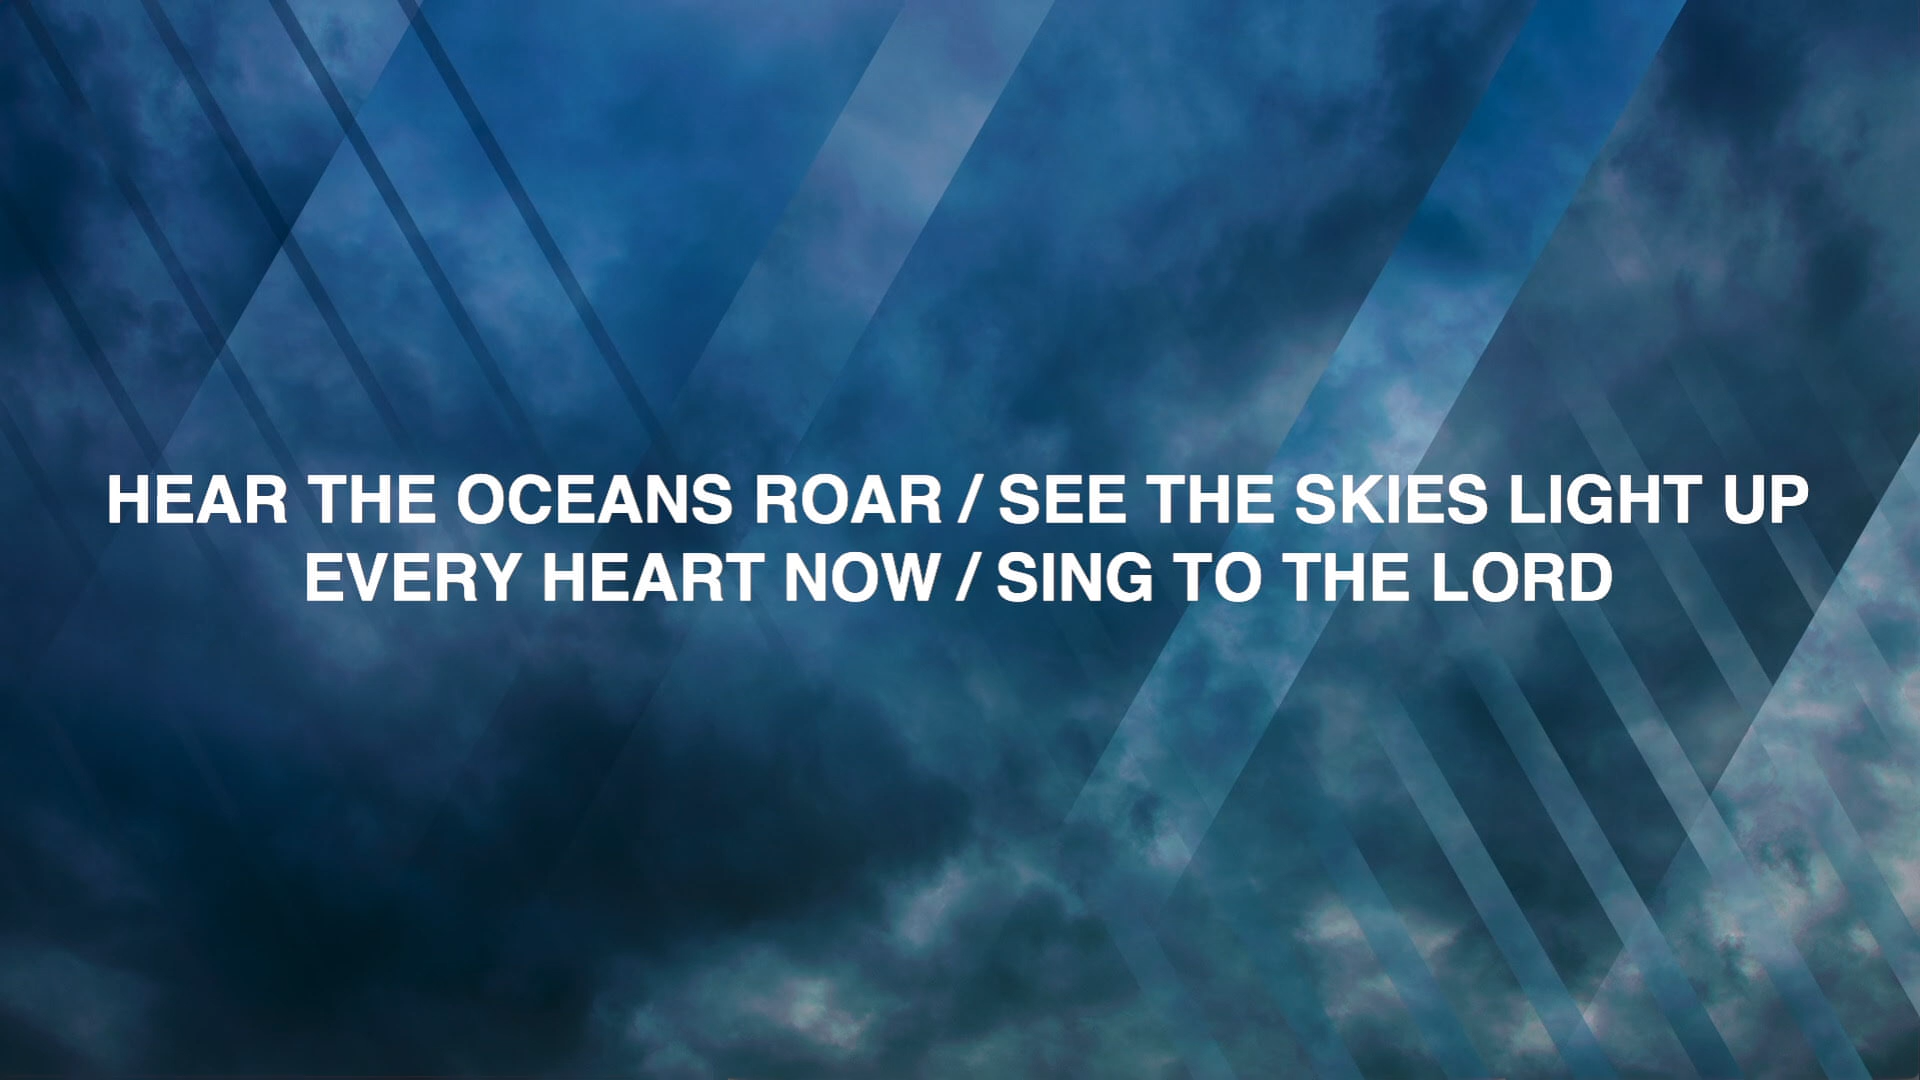 HEAR THE OCEANS ROAR / SEE THE SKIES LIGHT UP
EVERY HEART NOW / SING TO THE LORD